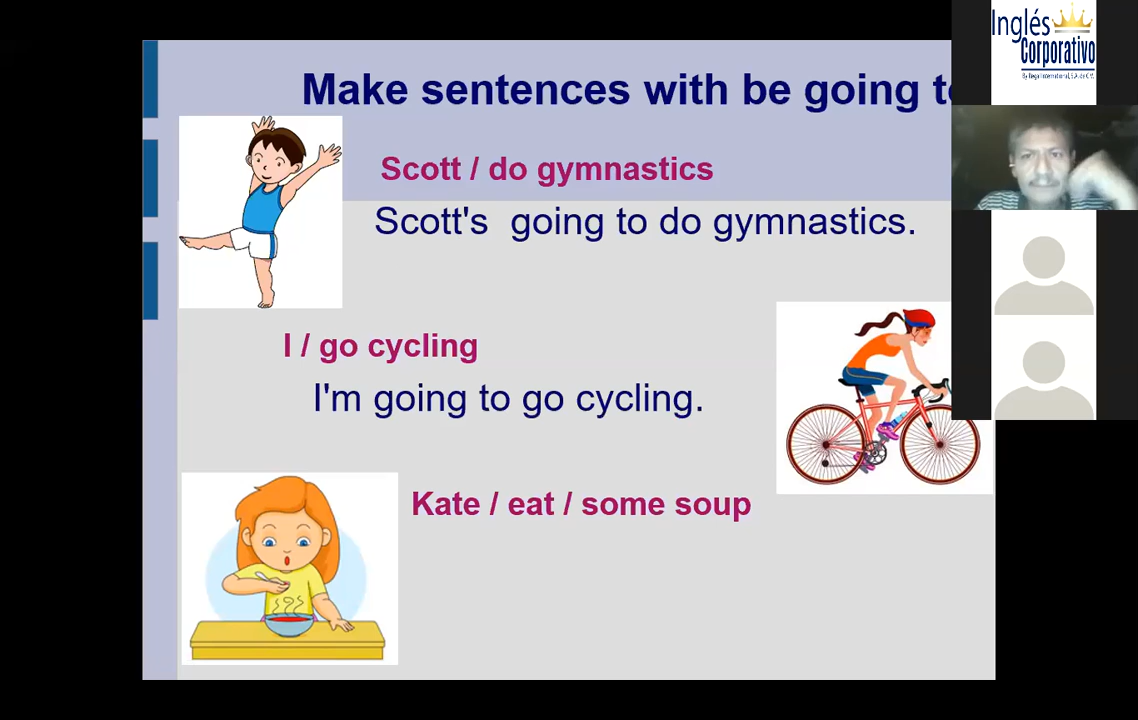 Make sentences with be going to
Scott / do gymnastics
Scott's going to do gymnastics.
I / go cycling
I'm going to go cycling.
Kate / eat / some soup
Inglés
Corporativo